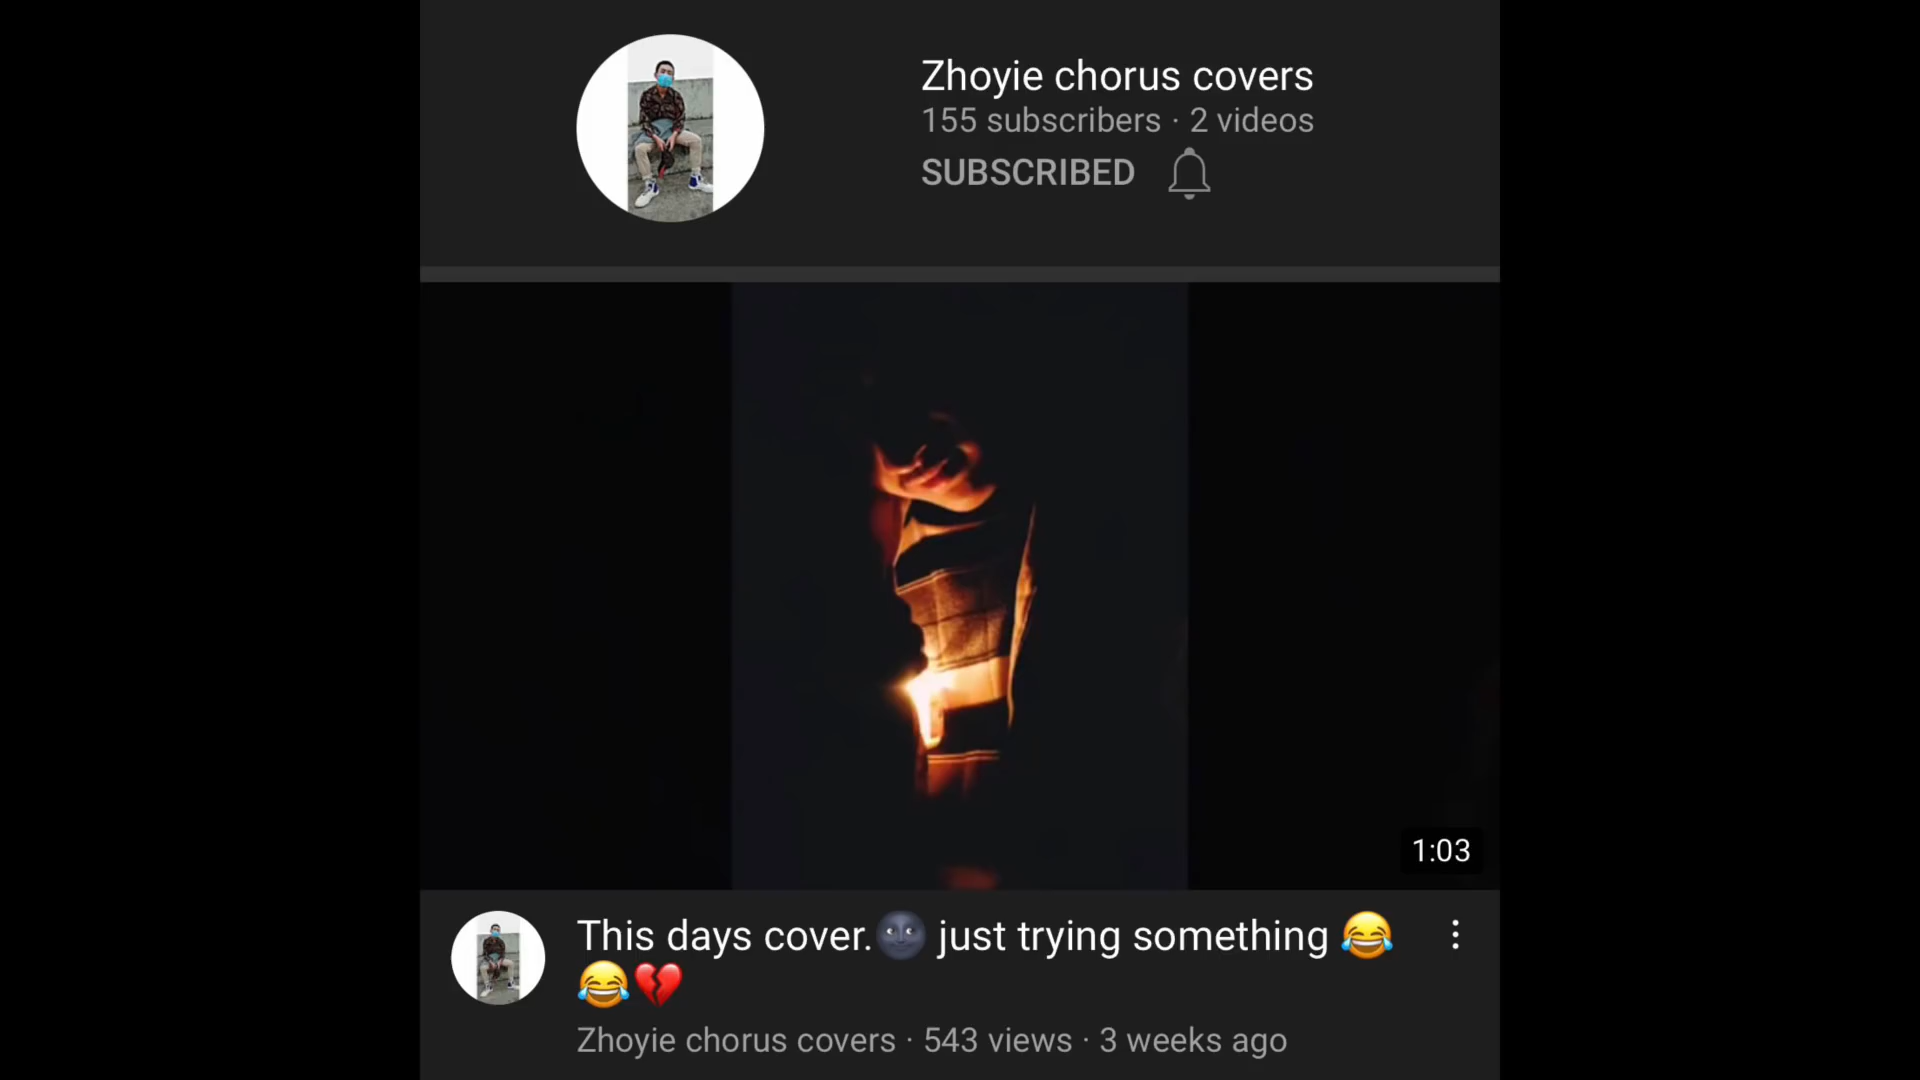 Zhoyie chorus covers
155 subscribers · 2 videos
SUBSCRIBED
1:03
This days cover.🌚 just trying something 😂
😂💔
Zhoyie chorus covers · 543 views · 3 weeks ago